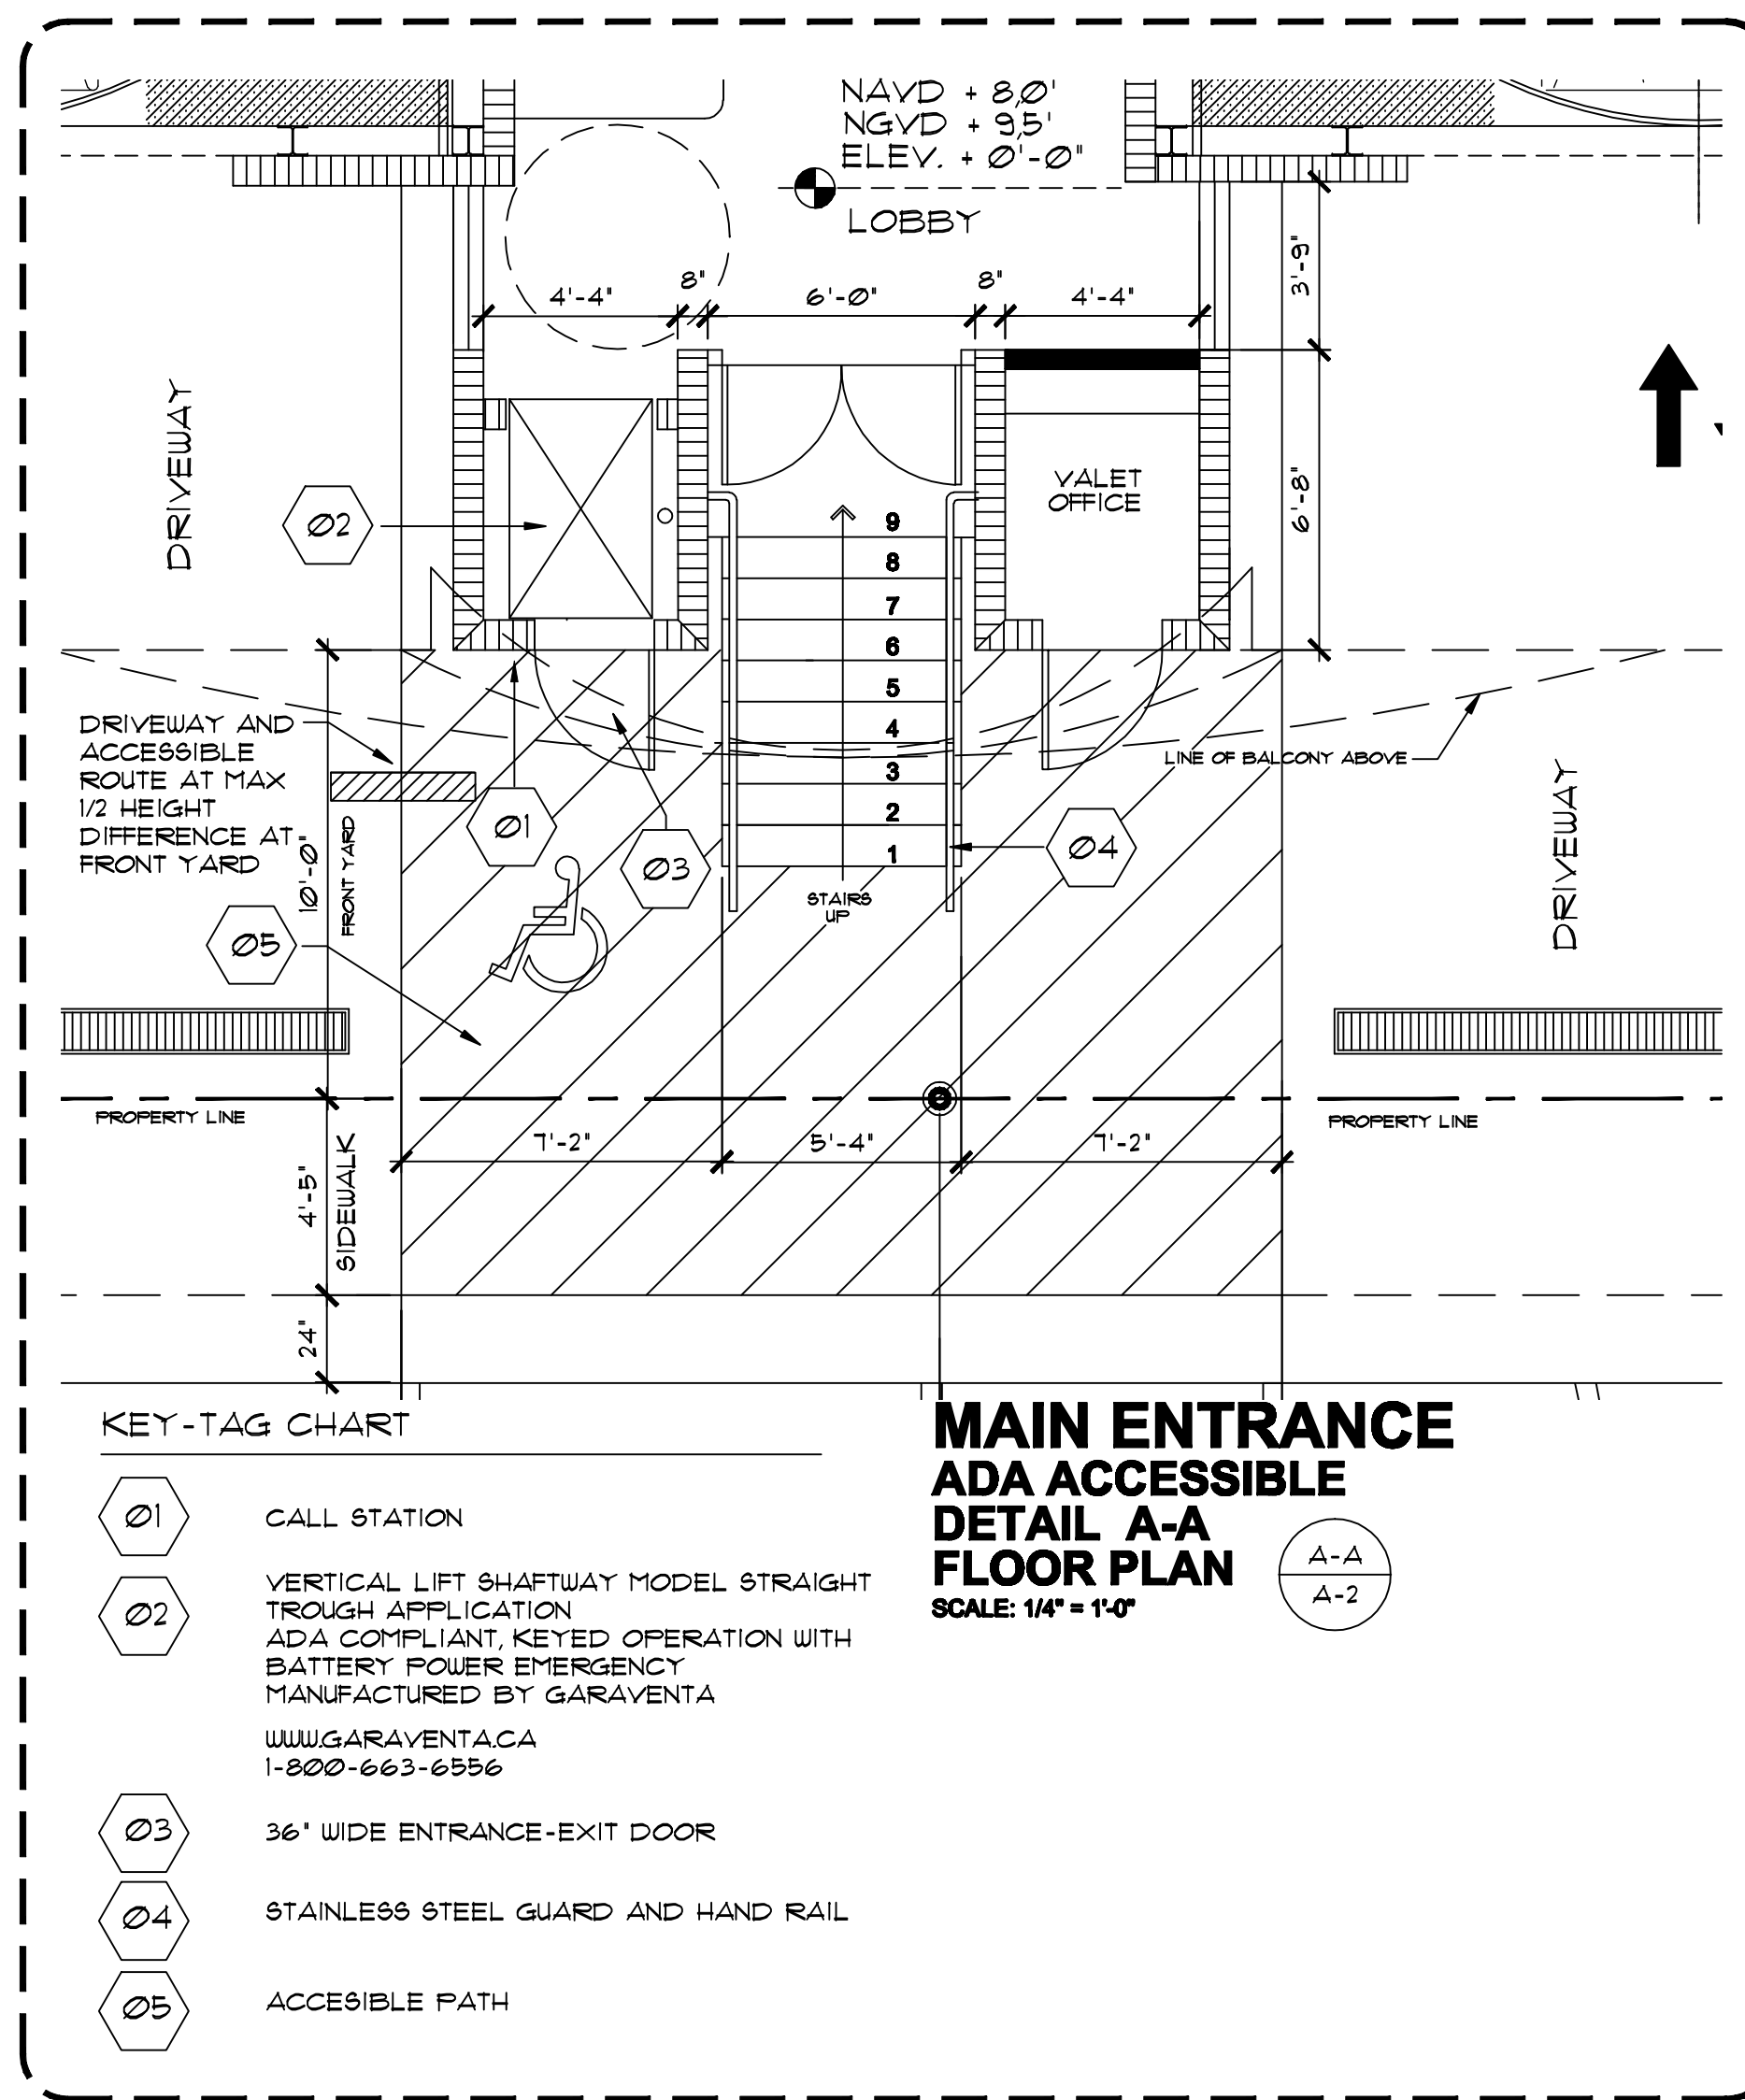 NAVD + 8,0'
NGVD + 9,5'
ELEV. + 0'-0"
LOBBY
4'-4"
8"
6'-0"
8"
4'-4"
3'-9"
6'-8"
DRIVEWAY
02
VALET
OFFICE
9
8
7
6
5
4
3
2
1
STAIRS
UP
DRIVEWAY AND
ACCESSIBLE
ROUTE AT MAX
1/2 HEIGHT
DIFFERENCE AT
FRONT YARD
10'-0"
FRONT YARD
01
03
04
05
LINE OF BALCONY ABOVE
DRIVEWAY
PROPERTY LINE
PROPERTY LINE
7'-2"
5'-4"
7'-2"
4'-5"
SIDEWALK
24"
KEY-TAG CHART
01
CALL STATION
02
VERTICAL LIFT SHAFTWAY MODEL STRAIGHT
TROUGH APPLICATION
ADA COMPLIANT, KEYED OPERATION WITH
BATTERY POWER EMERGENCY
MANUFACTURED BY GARAVENTA
WWW.GARAVENTA.CA
1-800-663-6556
03
36" WIDE ENTRANCE-EXIT DOOR
04
STAINLESS STEEL GUARD AND HAND RAIL
05
ACCESIBLE PATH
MAIN ENTRANCE
ADA ACCESSIBLE
DETAIL A-A
FLOOR PLAN
SCALE: 1/4" = 1'-0"
A-A
A-2